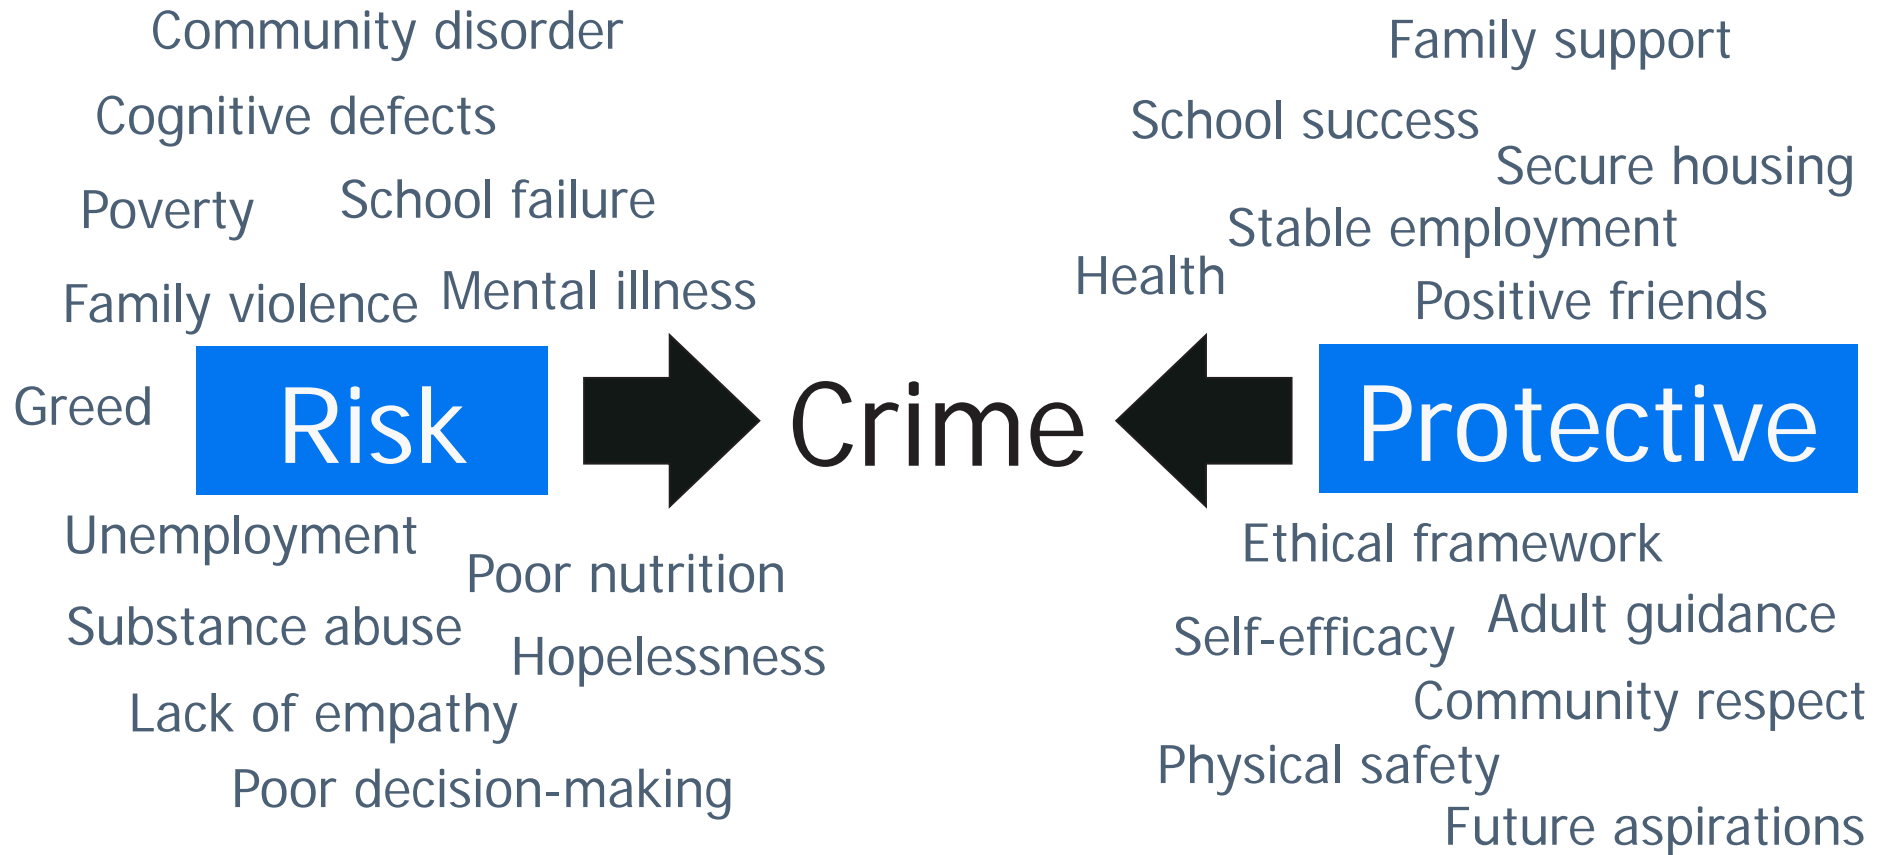 Community disorder
Cognitive defects
Poverty
School failure
Family violence
Mental illness
Greed
Risk
Unemployment
Poor nutrition
Substance abuse
Hopelessness
Lack of empathy
Poor decision-making
Crime
Family support
School success
Secure housing
Stable employment
Health
Positive friends
Protective
Ethical framework
Adult guidance
Self-efficacy
Community respect
Physical safety
Future aspirations